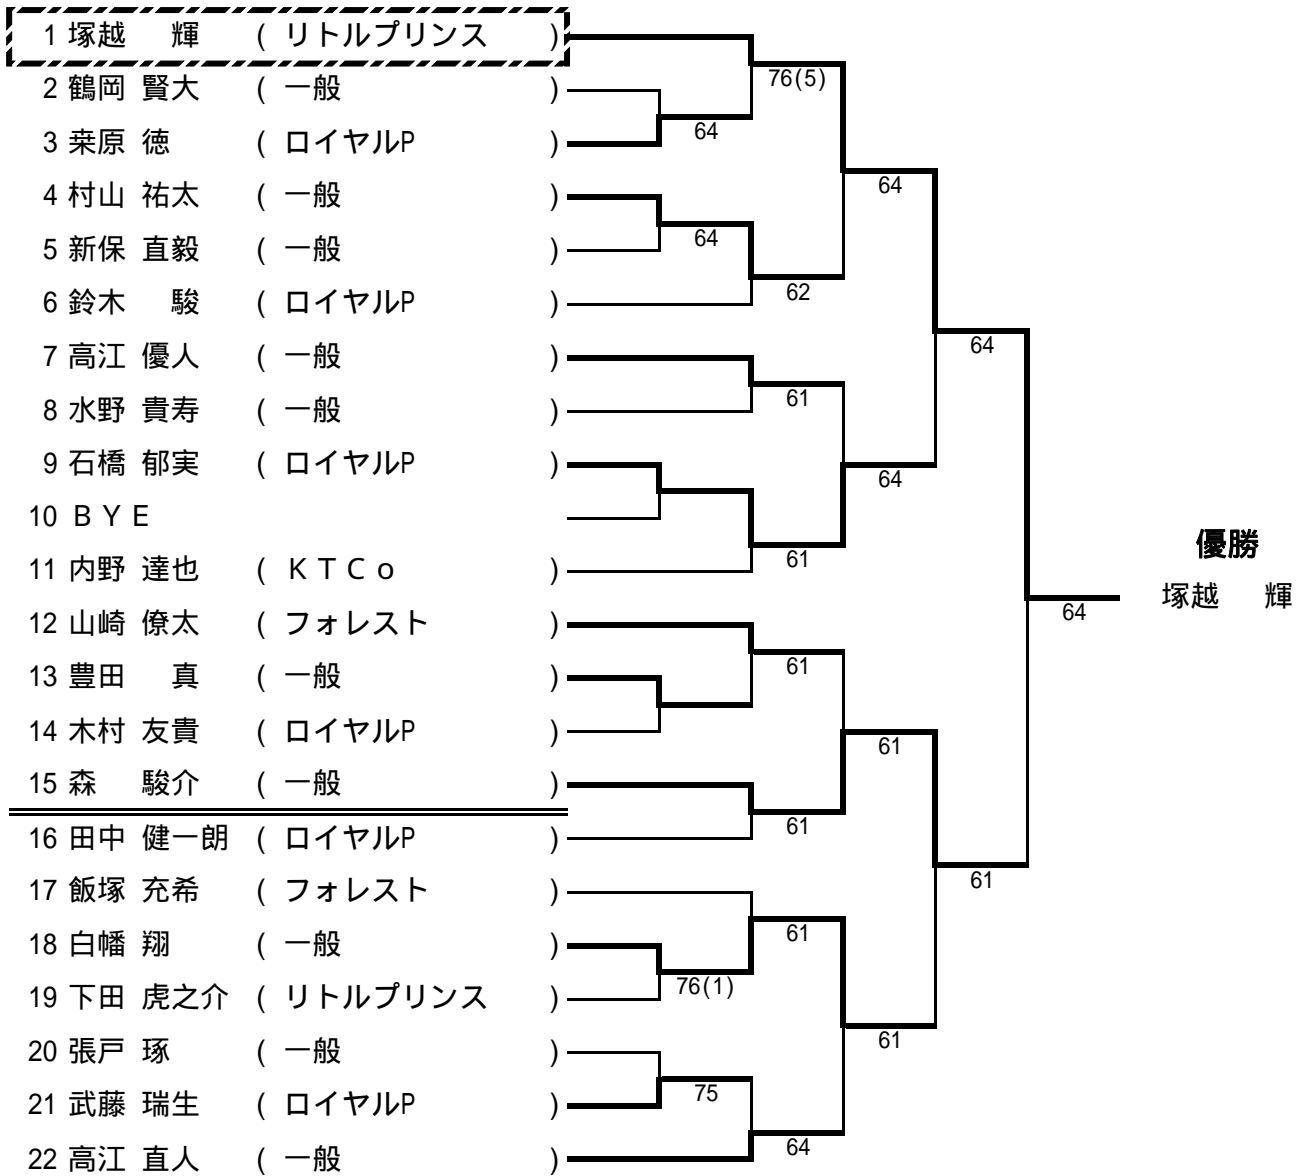 1 塚越 輝 ( リトルプリンス )
2 鶴岡 賢大 ( 一般 )
76(5)
3 桒原 徳 ( ロイヤルP )
64
4 村山 祐太 ( 一般 )
64
5 新保 直毅 ( 一般 )
64
6 鈴木 駿 ( ロイヤルP )
62
7 高江 優人 ( 一般 )
64
8 水野 貴寿 ( 一般 )
61
9 石橋 郁実 ( ロイヤルP )
64
10 ＢＹＥ
優勝
11 内野 達也 ( ＫＴＣｏ )
61
塚越 輝
12 山崎 僚太 ( フォレスト )
64
13 豊田 真 ( 一般 )
61
14 木村 友貴 ( ロイヤルP )
61
15 森 駿介 ( 一般 )
16 田中 健一朗 ( ロイヤルP )
61
17 飯塚 充希 ( フォレスト )
61
18 白幡 翔 ( 一般 )
61
19 下田 虎之介 ( リトルプリンス )
76(1)
20 張戸 琢 ( 一般 )
61
21 武藤 瑞生 ( ロイヤルP )
75
22 高江 直人 ( 一般 )
64